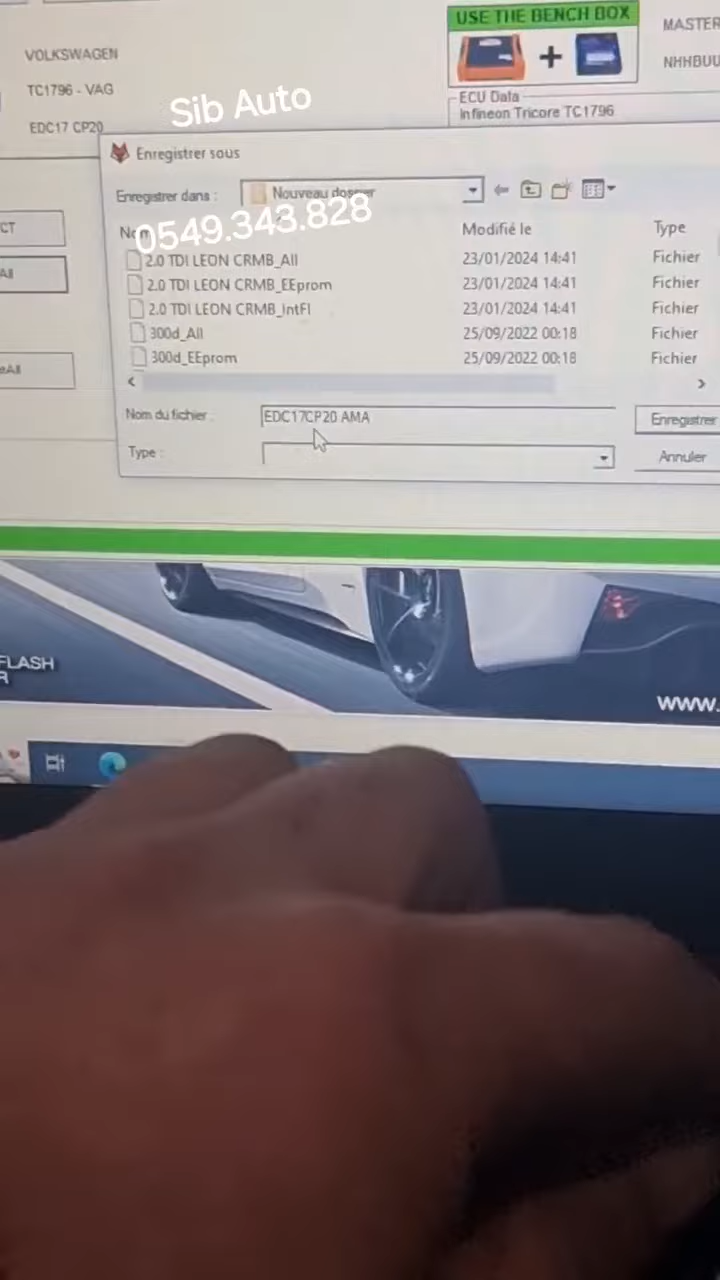 USE THE BENCH BOX
MASTER
VOLKSWAGEN
TC1796 - VAG
NHHBUU
EDC17 CP20
ECU Data
Infineon Tricore TC1796
Sib Auto
0549.343.828
Enregistrer sous
Enregistrer dans :
Nouveau dossier
Nom
Modifié le
Type
2.0 TDI LEON CRMB_All
23/01/2024 14:41
Fichier
2.0 TDI LEON CRMB_EEprom
23/01/2024 14:41
Fichier
2.0 TDI LEON CRMB_IntFl
23/01/2024 14:41
Fichier
300d_All
25/09/2022 00:18
Fichier
300d_EEprom
25/09/2022 00:18
Fichier
Nom du fichier :
EDC17CP20 AMA
Enregistrer
Type :
Annuler
CT
All
eAll
FLASH
R
www.